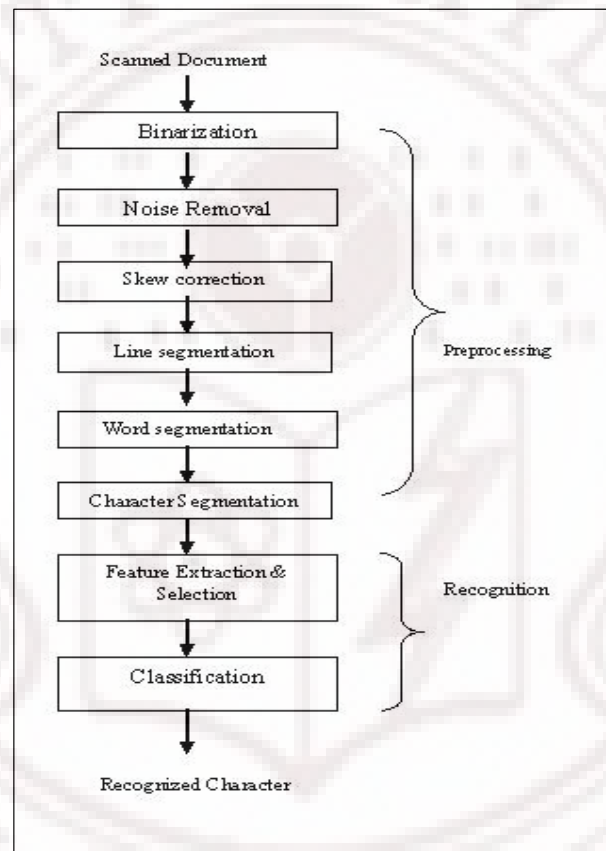 Scanned Document
Binarization
Noise Removal
Skew correction
Line segmentation
Preprocessing
Word segmentation
Character Segmentation
Feature Extraction &
Selection
Recognition
Classification
Recognized Character